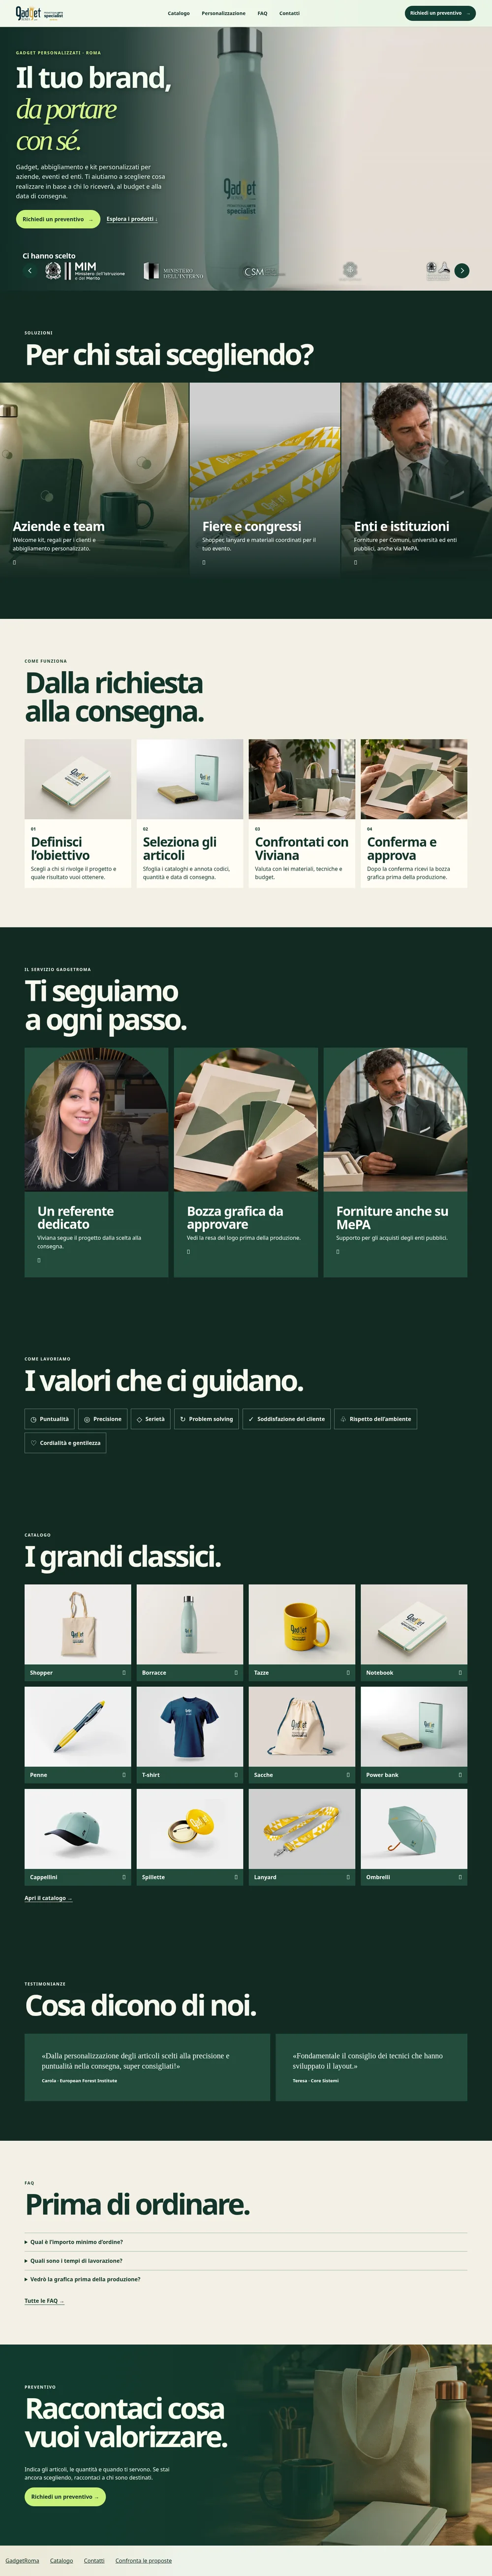 gadget specialist
Catalogo
Personalizzazione
FAQ
Contatti
Richiedi un preventivo →
GADGET PERSONALIZZATI · ROMA
Il tuo brand,
da portare
con sé.
Gadget, abbigliamento e kit personalizzati per
aziende, eventi ed enti. Ti aiutiamo a scegliere cosa
realizzare in base a chi lo riceverà, al budget e alla
data di consegna.
Richiedi un preventivo →
Esplora i prodotti ↓
gadget
specialist
Ci hanno scelto
MIM
Ministero dell'Istruzione
e del Merito
MINISTERO
DELL'INTERNO
CSM
SOLUZIONI
Per chi stai scegliendo?
Aziende e team
Welcome kit, regali per i clienti e
abbigliamento personalizzato.
Fiere e congressi
Shopper, lanyard e materiali coordinati per il
tuo evento.
Enti e istituzioni
Forniture per Comuni, università ed enti
pubblici, anche via MePA.
COME FUNZIONA
Dalla richiesta
alla consegna.
01
Definisci
l'obiettivo
Scegli a chi si rivolge il progetto e
quale risultato vuoi ottenere.
02
Seleziona gli
articoli
Sfoglia i cataloghi e annota codici,
quantità e data di consegna.
03
Confrontati con
Viviana
Valuta con lei materiali, tecniche e
budget.
04
Conferma e
approva
Dopo la conferma ricevi la bozza
grafica prima della produzione.
IL SERVIZIO GADGETROMA
Ti seguiamo
a ogni passo.
Un referente
dedicato
Viviana segue il progetto dalla scelta alla
consegna.
Bozza grafica da
approvare
Vedi la resa del logo prima della produzione.
Forniture anche su
MePA
Supporto per gli acquisti degli enti pubblici.
COME LAVORIAMO
I valori che ci guidano.
Puntualità
Precisione
Serietà
Problem solving
Soddisfazione del cliente
Rispetto dell'ambiente
Cordialità e gentilezza
CATALOGO
I grandi classici.
Shopper
Borracce
Tazze
Notebook
Penne
T-shirt
Sacche
Power bank
Cappellini
Spillette
Lanyard
Ombrelli
Apri il catalogo →
TESTIMONIANZE
Cosa dicono di noi.
«Dalla personalizzazione degli articoli scelti alla precisione e
puntualità nella consegna, super consigliati!»
Carola · European Forest Institute
«Fondamentale il consiglio dei tecnici che hanno
sviluppato il layout.»
Teresa · Core Sistemi
FAQ
Prima di ordinare.
Qual è l'importo minimo d'ordine?
Quali sono i tempi di lavorazione?
Vedrò la grafica prima della produzione?
Tutte le FAQ →
PREVENTIVO
Raccontaci cosa
vuoi valorizzare.
Indica gli articoli, le quantità e quando ti servono. Se stai
ancora scegliendo, raccontaci a chi sono destinati.
Richiedi un preventivo →
GadgetRoma
Catalogo
Contatti
Confronta le proposte